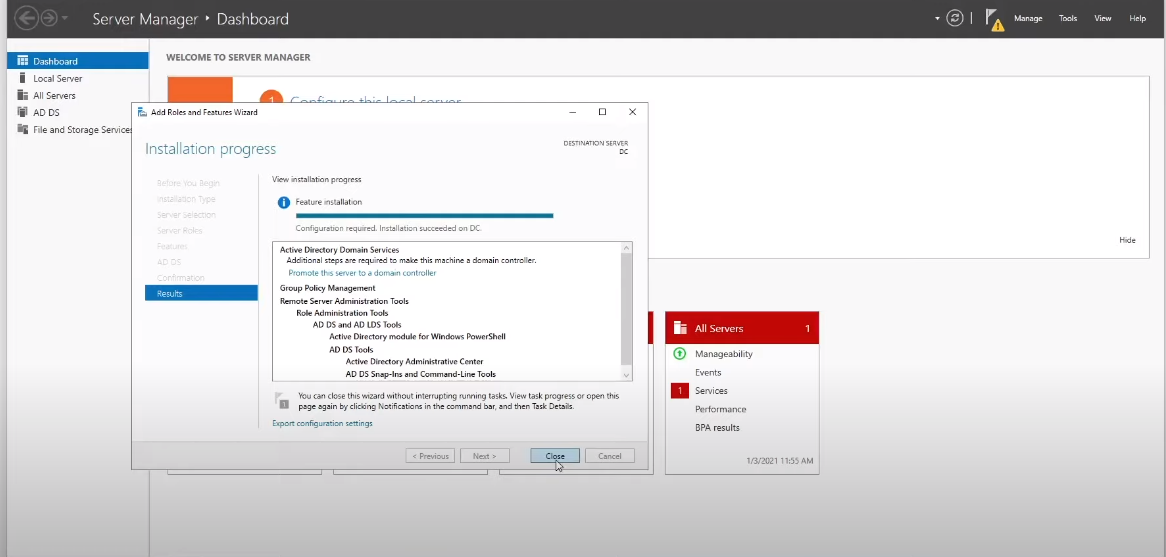 Server Manager ‣ Dashboard
Manage Tools View Help
Dashboard
Local Server
All Servers
AD DS
File and Storage Services
WELCOME TO SERVER MANAGER
1 Configure this local server
Add Roles and Features Wizard
Installation progress
DESTINATION SERVER
DC
Before You Begin
Installation Type
Server Selection
Server Roles
Features
AD DS
Confirmation
Results
View installation progress
Feature installation
Configuration required. Installation succeeded on DC.
Active Directory Domain Services
Additional steps are required to make this machine a domain controller.
Promote this server to a domain controller
Group Policy Management
Remote Server Administration Tools
Role Administration Tools
AD DS and AD LDS Tools
Active Directory module for Windows PowerShell
AD DS Tools
Active Directory Administrative Center
AD DS Snap-Ins and Command-Line Tools
1
You can close this wizard without interrupting running tasks. View task progress or open this
page again by clicking Notifications in the command bar, and then Task Details.
Export configuration settings
< Previous Next > Close Cancel
Hide
All Servers 1
Manageability
Events
1 Services
Performance
BPA results
1/3/2021 11:55 AM